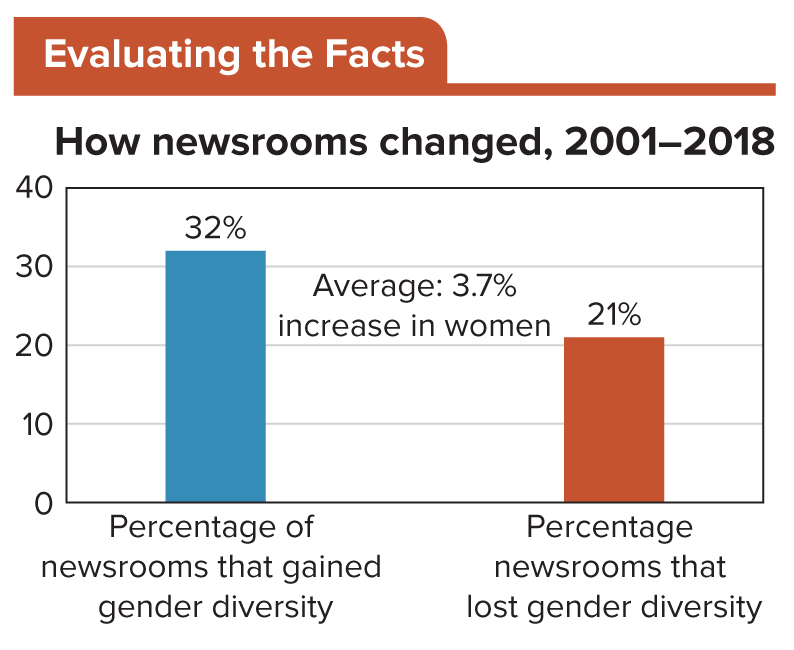 Evaluating the Facts
How newsrooms changed, 2001–2018
40
30
20
10
0
32%
Average: 3.7%
increase in women
21%
Percentage of
newsrooms that gained
gender diversity
Percentage
newsrooms that
lost gender diversity